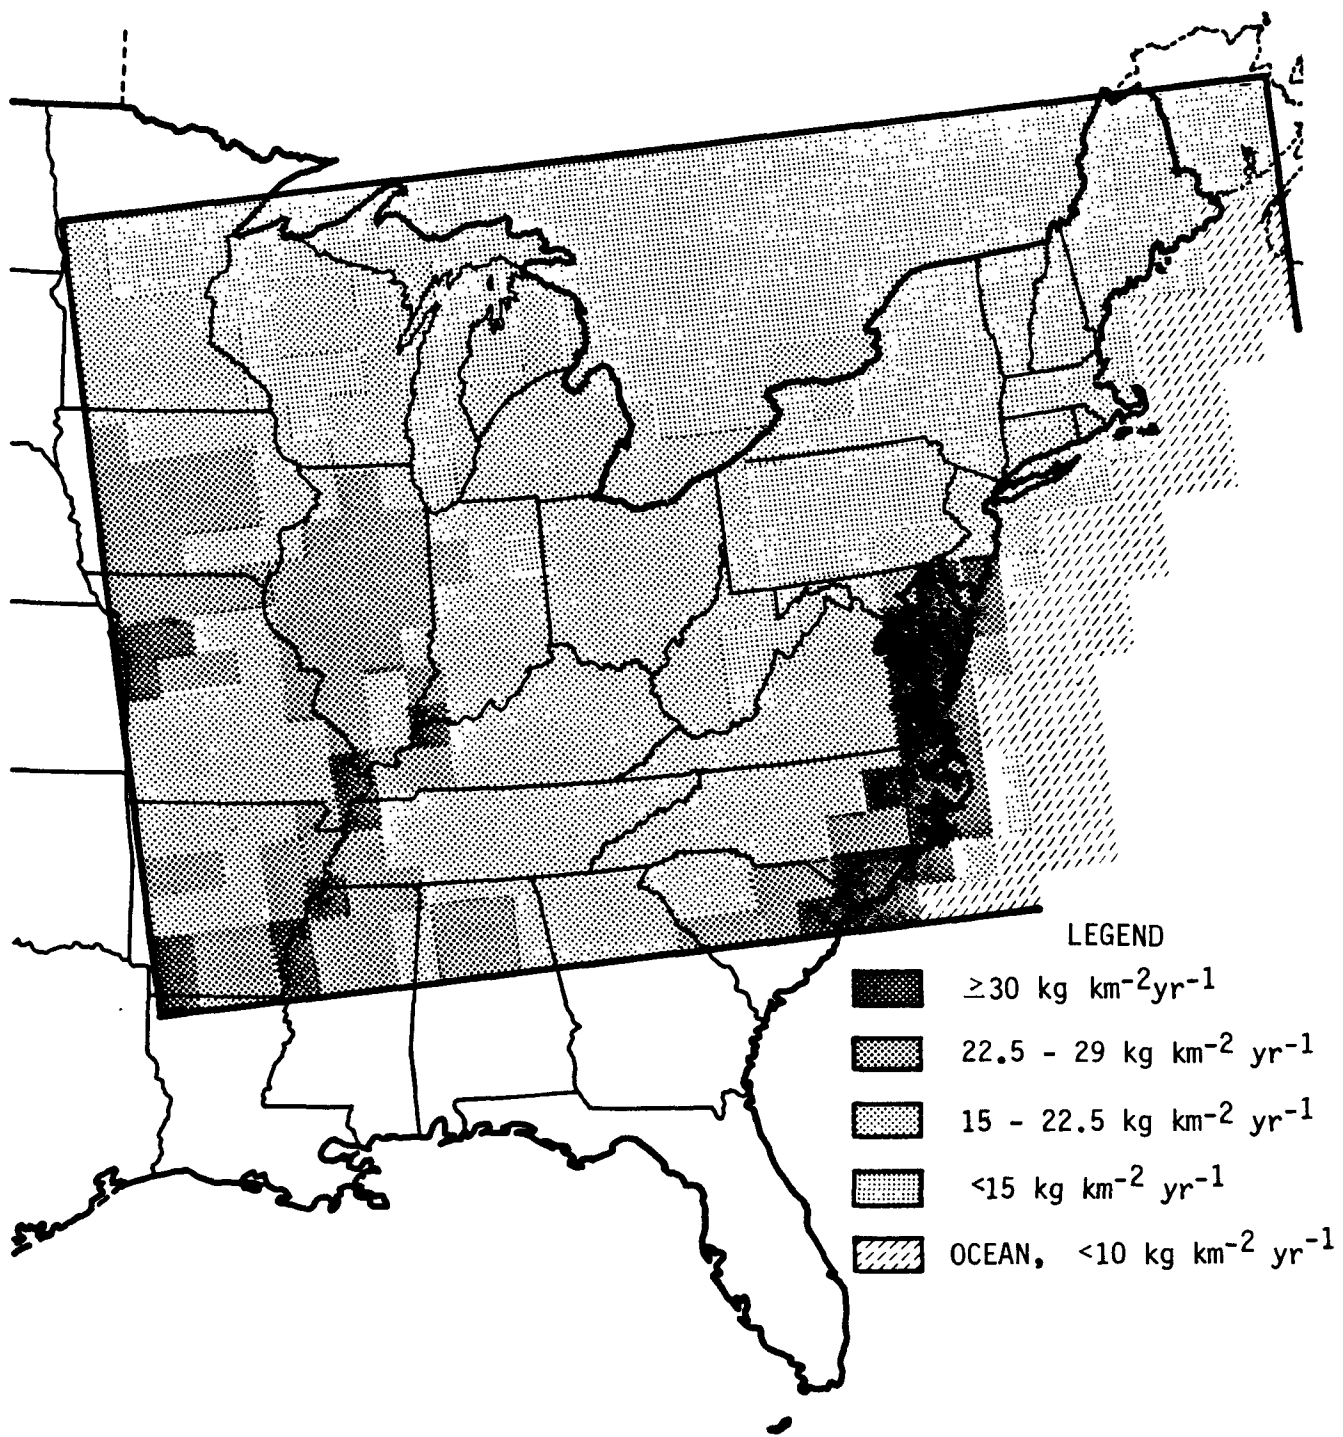 LEGEND
≥30 kg km⁻²yr⁻¹
22.5 - 29 kg km⁻² yr⁻¹
15 - 22.5 kg km⁻² yr⁻¹
<15 kg km⁻² yr⁻¹
OCEAN, <10 kg km⁻² yr⁻¹